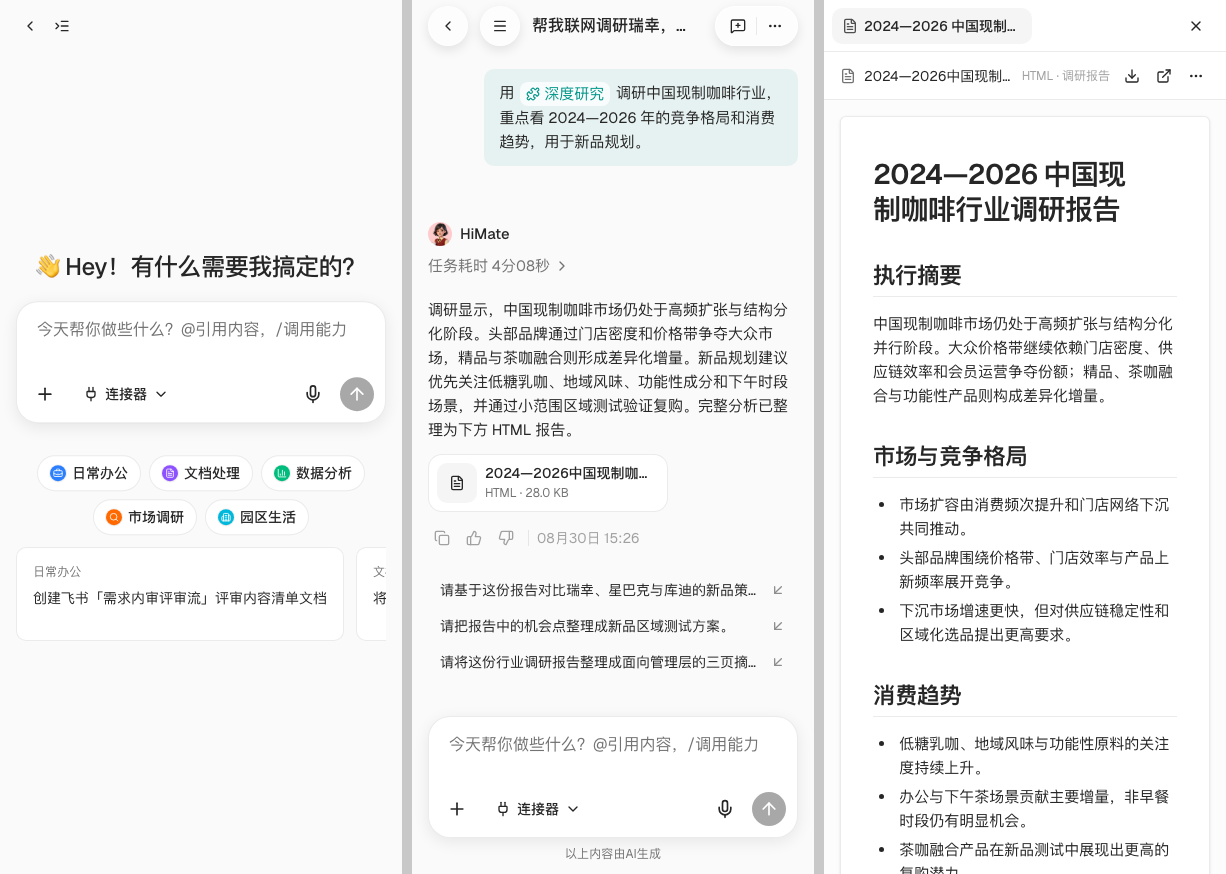 👋 Hey！有什么需要我搞定的?
今天帮你做些什么？@引用内容，/调用能力
连接器
日常办公
文档处理
数据分析
市场调研
园区生活
日常办公
创建飞书「需求内审评审流」评审内容清单文档
文
将
帮我联网调研瑞幸，...
用 深度研究 调研中国现制咖啡行业，
重点看 2024—2026 年的竞争格局和消费
趋势，用于新品规划。
HiMate
任务耗时 4分08秒
调研显示，中国现制咖啡市场仍处于高频扩张与结构分
化阶段。头部品牌通过门店密度和价格带争夺大众市
场，精品与茶咖融合则形成差异化增量。新品规划建议
优先关注低糖乳咖、地域风味、功能性成分和下午时段
场景，并通过小范围区域测试验证复购。完整分析已整
理为下方 HTML 报告。
2024—2026中国现制咖...
HTML · 28.0 KB
08月30日 15:26
请基于这份报告对比瑞幸、星巴克与库迪的新品策...
请把报告中的机会点整理成新品区域测试方案。
请将这份行业调研报告整理成面向管理层的三页摘...
今天帮你做些什么？@引用内容，/调用能力
连接器
以上内容由AI生成
2024—2026 中国现制...
2024—2026中国现制... HTML · 调研报告
2024—2026 中国现
制咖啡行业调研报告
执行摘要
中国现制咖啡市场仍处于高频扩张与结构分化
并行阶段。大众价格带继续依赖门店密度、供
应链效率和会员运营争夺份额；精品、茶咖融
合与功能性产品则构成差异化增量。
市场与竞争格局
• 市场扩容由消费频次提升和门店网络下沉
共同推动。
• 头部品牌围绕价格带、门店效率与产品上
新频率展开竞争。
• 下沉市场增速更快，但对供应链稳定性和
区域化选品提出更高要求。
消费趋势
• 低糖乳咖、地域风味与功能性原料的关注
度持续上升。
• 办公与下午茶场景贡献主要增量，非早餐
时段仍有明显机会。
• 茶咖融合产品在新品测试中展现出更高的
复购潜力